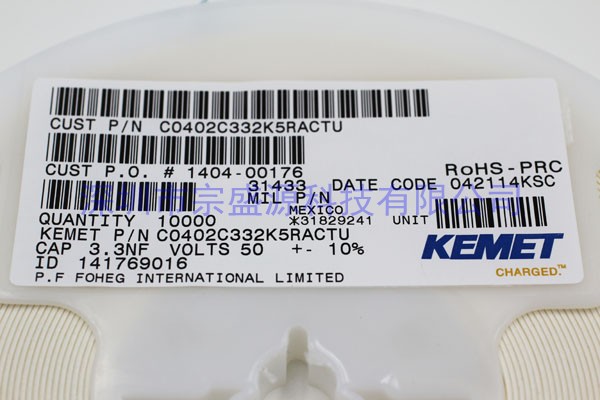 CUST P/N C0402C332K5RACTU
CUST P.O. # 1404-00176
RoHS-PRC
31433 DATE CODE 042114KSC
MIL P/N
深圳市宗盛源科技有限公司
QUANTITY 10000
MEXICO
*31829241 UNIT
KEMET P/N C0402C332K5RACTU
CAP 3.3NF VOLTS 50 +- 10%
ID 141769016
P.F FOHEG INTERNATIONAL LIMITED
KEMET
CHARGED.™